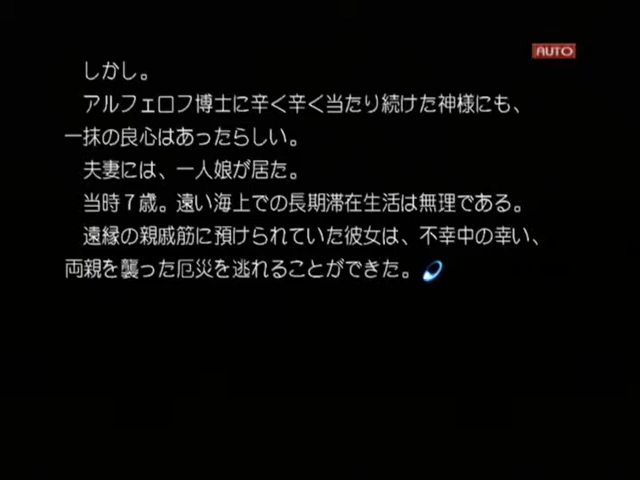 AUTO
しかし。
アルフェロフ博士に辛く辛く当たり続けた神様にも、
一抹の良心はあったらしい。
夫妻には、一人娘が居た。
当時７歳。遠い海上での長期滞在生活は無理である。
遠縁の親戚筋に預けられていた彼女は、不幸中の幸い、
両親を襲った厄災を逃れることができた。